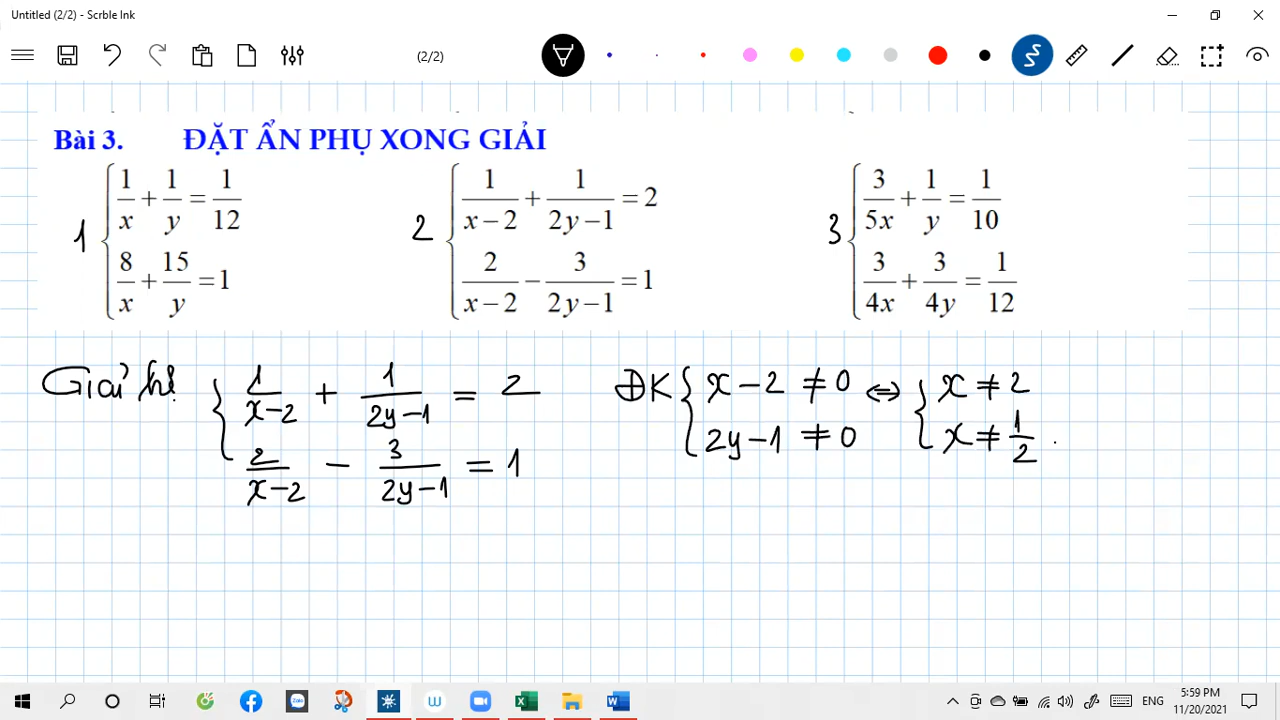 Untitled (2/2) - Scrble Ink
(2/2)
Bài 3. ĐẶT ẨN PHỤ XONG GIẢI
1 { 1/x + 1/y = 1/12
8/x + 15/y = 1
2 { 1/(x−2) + 1/(2y−1) = 2
2/(x−2) − 3/(2y−1) = 1
3 { 3/(5x) + 1/y = 1/10
3/(4x) + 3/(4y) = 1/12
Giải hệ { 1/(x−2) + 1/(2y−1) = 2
2/(x−2) − 3/(2y−1) = 1
ĐK { x−2 ≠ 0 ⇔ { x ≠ 2
2y−1 ≠ 0 x ≠ 1/2
ENG
5:59 PM
11/20/2021